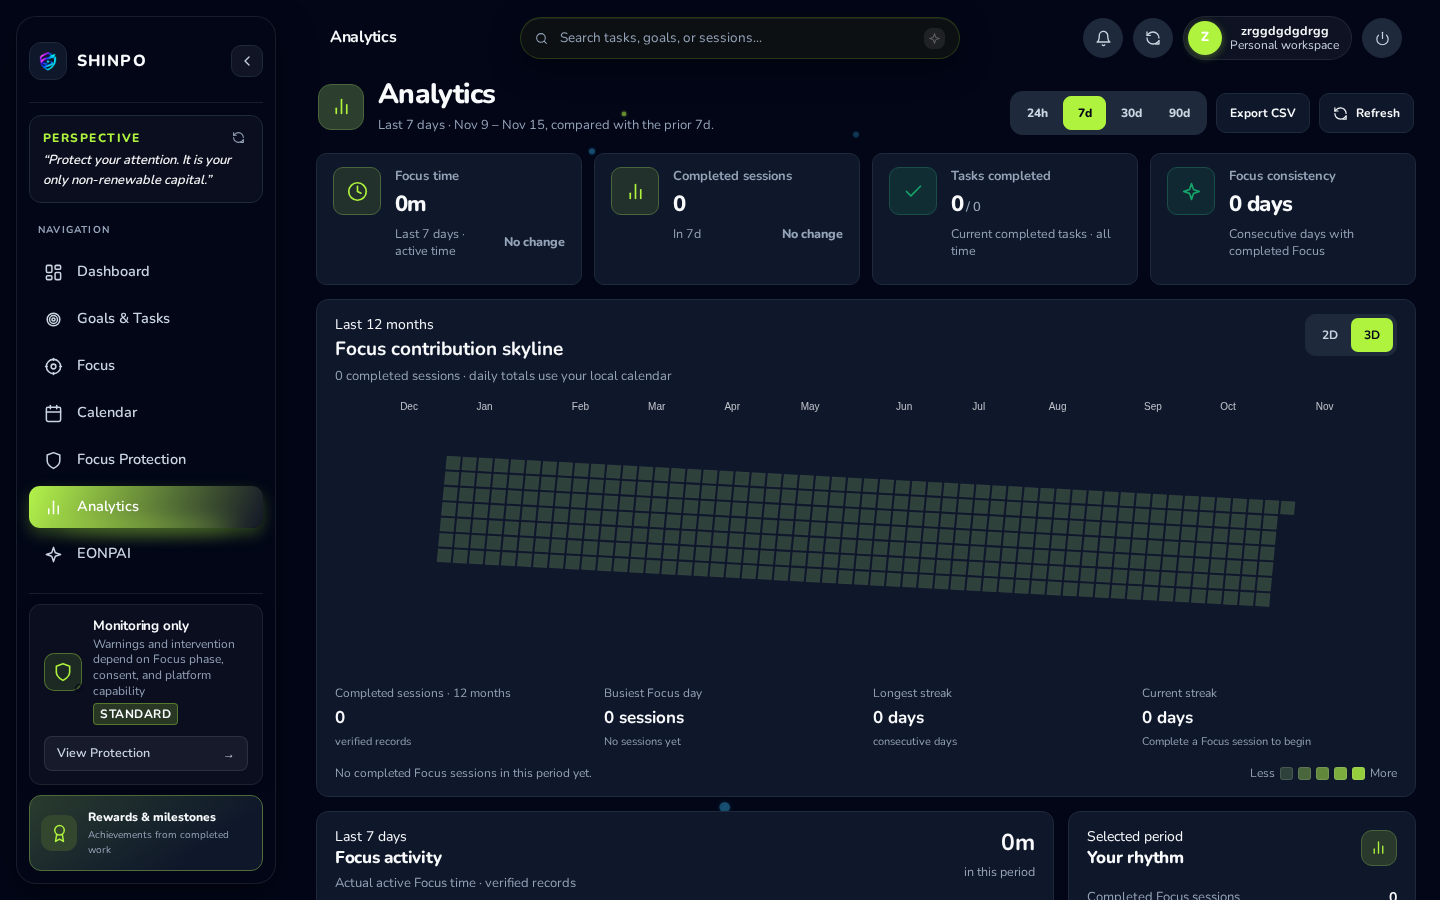 SHINPO
PERSPECTIVE
“Protect your attention. It is your
only non-renewable capital.”
NAVIGATION
Dashboard
Goals & Tasks
Focus
Calendar
Focus Protection
Analytics
EONPAI
Monitoring only
Warnings and intervention
depend on Focus phase,
consent, and platform
capability
STANDARD
View Protection →
Rewards & milestones
Achievements from completed
work
Analytics
Search tasks, goals, or sessions...
Z
zrggdgdgdrgg
Personal workspace
Analytics
Last 7 days · Nov 9 – Nov 15, compared with the prior 7d.
24h 7d 30d 90d
Export CSV
Refresh
Focus time
0m
Last 7 days ·
active time
No change
Completed sessions
0
In 7d
No change
Tasks completed
0 / 0
Current completed tasks · all
time
Focus consistency
0 days
Consecutive days with
completed Focus
Last 12 months
Focus contribution skyline
0 completed sessions · daily totals use your local calendar
2D 3D
Dec Jan Feb Mar Apr May Jun Jul Aug Sep Oct Nov
Completed sessions · 12 months
0
verified records
Busiest Focus day
0 sessions
No sessions yet
Longest streak
0 days
consecutive days
Current streak
0 days
Complete a Focus session to begin
No completed Focus sessions in this period yet.
Less More
Last 7 days
Focus activity
Actual active Focus time · verified records
0m
in this period
Selected period
Your rhythm
Completed Focus sessions 0